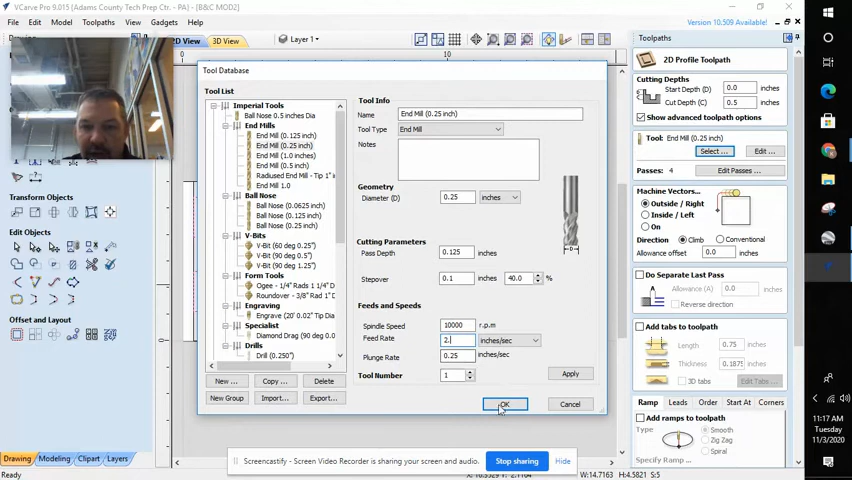 VCarve Pro 9.015 (Adams County Tech Prep Ctr. - PA) - [B&C MOD2]
File Edit Model Toolpaths View Gadgets Help
Version 10.509 Available!
2D View 3D View Layer 1
Tool Database
Tool List
Imperial Tools
Ball Nose 0.5 inches Dia
End Mills
End Mill (0.125 inch)
End Mill (0.25 inch)
End Mill (1.0 inches)
End Mill (0.5 inch)
Radiused End Mill - Tip 1"
End Mill 1.0
Ball Nose
Ball Nose (0.0625 inch)
Ball Nose (0.125 inch)
Ball Nose (0.25 inch)
V-Bits
V-Bit (60 deg 0.25")
V-Bit (90 deg 0.5")
V-Bit (90 deg 1.25")
Form Tools
Ogee - 1/4" Rads 1 1/4" D
Roundover - 3/8" Rad 1"
Engraving
Engrave (20° 0.02" Tip Di
Specialist
Diamond Drag (90 deg 0.
Drills
Drill (0.250")
New ... Copy ... Delete
New Group Import... Export...
Tool Info
Name End Mill (0.25 inch)
Tool Type End Mill
Notes
Geometry
Diameter (D) 0.25 inches
Cutting Parameters
Pass Depth 0.125 inches
Stepover 0.1 inches 40.0 %
Feeds and Speeds
Spindle Speed 10000 r.p.m
Feed Rate 2. inches/sec
Plunge Rate 0.25 inches/sec
Tool Number 1
Apply
OK Cancel
Transform Objects
Edit Objects
Offset and Layout
Drawing Modeling Clipart Layers
Ready
W:14.7163 H:4.5821 S:5
Screencastify - Screen Video Recorder is sharing your screen and audio. Stop sharing Hide
Toolpaths
2D Profile Toolpath
Cutting Depths
Start Depth (D) 0.0
Cut Depth (C) 0.5
Show advanced toolpath options
Tool: End Mill (0.25 inch)
Select ... Edit ...
Passes: 4 Edit Passes ...
Machine Vectors...
Outside / Right
Inside / Left
On
Direction Climb Conventional
Allowance offset 0.0
Do Separate Last Pass
Allowance (A) 0.0
Reverse direction
Add tabs to toolpath
Length 0.75
Thickness 0.1875
3D tabs Edit Tabs ...
Ramp Leads Order Start At Corners
Add ramps to toolpath
Type Smooth
Zig Zag
Spiral
Specify Ramp ...
11:17 AM
Tuesday
11/3/2020